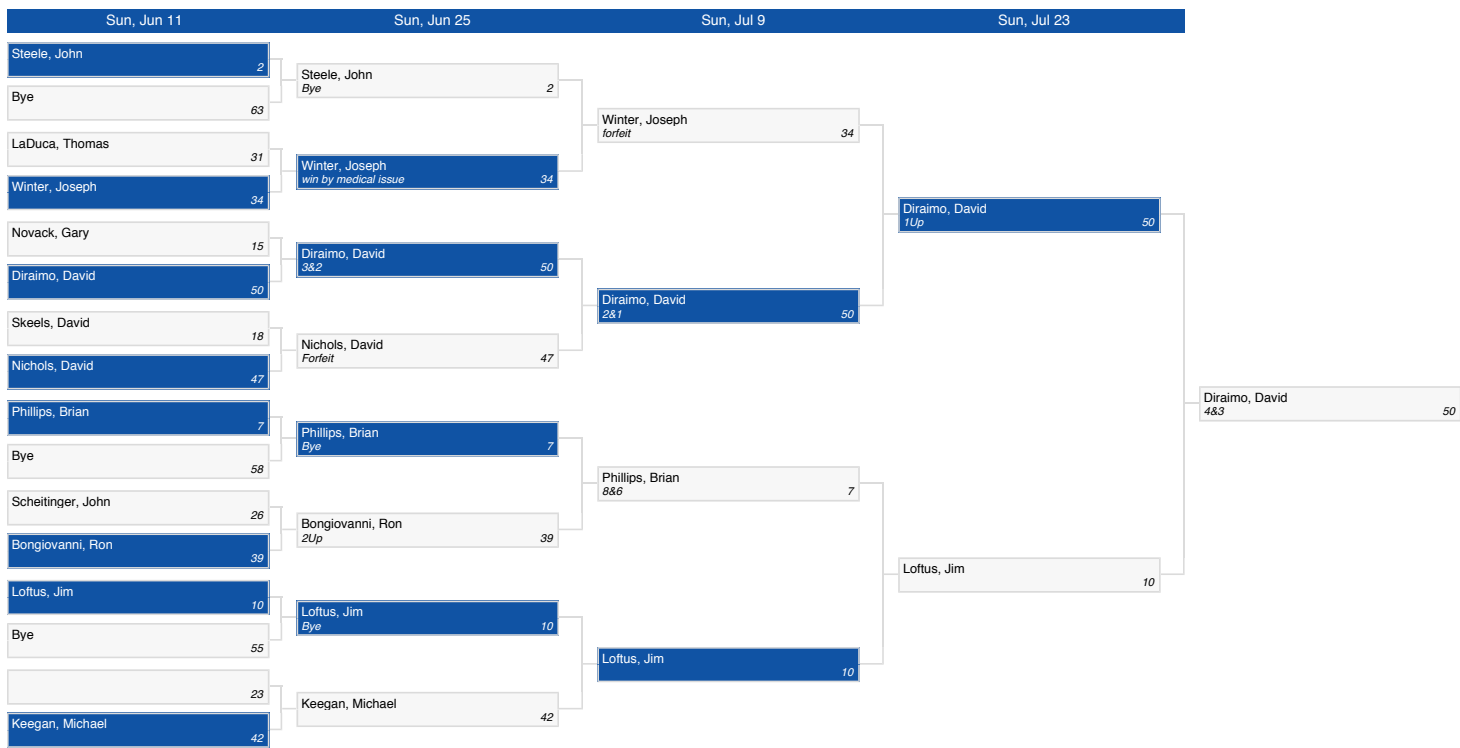 Sun, Jun 11
Sun, Jun 25
Sun, Jul 9
Sun, Jul 23
Steele, John
2
Bye
63
LaDuca, Thomas
31
Winter, Joseph
34
Novack, Gary
15
Diraimo, David
50
Skeels, David
18
Nichols, David
47
Phillips, Brian
7
Bye
58
Scheitinger, John
26
Bongiovanni, Ron
39
Loftus, Jim
10
Bye
55
23
Keegan, Michael
42
Steele, John
Bye 2
Winter, Joseph
win by medical issue 34
Diraimo, David
3&2 50
Nichols, David
Forfeit 47
Phillips, Brian
Bye 7
Bongiovanni, Ron
2Up 39
Loftus, Jim
Bye 10
Keegan, Michael
42
Winter, Joseph
forfeit 34
Diraimo, David
2&1 50
Phillips, Brian
8&6 7
Loftus, Jim
10
Diraimo, David
1Up 50
Loftus, Jim
10
Diraimo, David
4&3 50